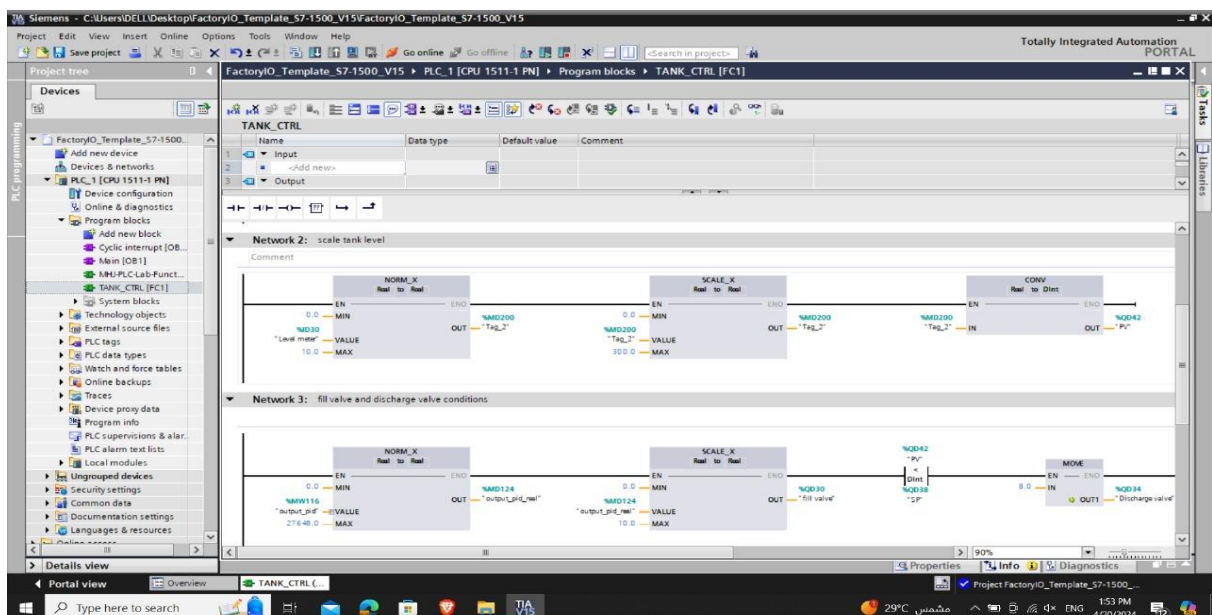 Siemens - C:\Users\DELL\Desktop\FactoryIO_Template_S7-1500_V15\FactoryIO_Template_S7-1500_V15
Project Edit View Insert Online Options Tools Window Help
Totally Integrated Automation
PORTAL
Save project Go online Go offline <Search in project>
Project tree
FactoryIO_Template_S7-1500_V15 PLC_1 [CPU 1511-1 PN] Program blocks TANK_CTRL [FC1]
Devices
Tasks
Libraries
PLC programming
FactoryIO_Template_S7-1500...
Add new device
Devices & networks
PLC_1 [CPU 1511-1 PN]
Device configuration
Online & diagnostics
Program blocks
Add new block
Cyclic interrupt [OB...
Main [OB1]
MHJ-PLC-Lab-Funct...
TANK_CTRL [FC1]
System blocks
Technology objects
External source files
PLC tags
PLC data types
Watch and force tables
Online backups
Traces
Device proxy data
Program info
PLC supervisions & alar...
PLC alarm text lists
Local modules
Ungrouped devices
Security settings
Common data
Documentation settings
Languages & resources
Details view
TANK_CTRL
Name Data type Default value Comment
1 Input
2 <Add new>
3 Output
Network 2: scale tank level
Comment
NORM_X
Real to Real
EN ENO
0.0 MIN
%ID30
"Level meter" VALUE
10.0 MAX
OUT %MD200
"Tag_2"
SCALE_X
Real to Real
EN ENO
0.0 MIN
%MD200
"Tag_2" VALUE
300.0 MAX
OUT %MD200
"Tag_2"
CONV
Real to Dint
EN ENO
%MD200
"Tag_2" IN
OUT %QD42
"PV"
Network 3: fill valve and discharge valve conditions
NORM_X
Real to Real
EN ENO
0.0 MIN
%MW116
"output_pid" VALUE
27648.0 MAX
OUT %MD124
"output_pid_real"
SCALE_X
Real to Real
EN ENO
0.0 MIN
%MD124
"output_pid_real" VALUE
10.0 MAX
OUT %QD30
"fill valve"
%QD42
"PV"
<
Dint
%QD38
"SP"
MOVE
EN ENO
8.0 IN
OUT1 %QD34
"Discharge valve"
90%
Properties Info Diagnostics
Portal view Overview TANK_CTRL (... Project FactoryIO_Template_S7-1500_...
Type here to search
29°C مشمس ENG 1:53 PM
4/20/2024